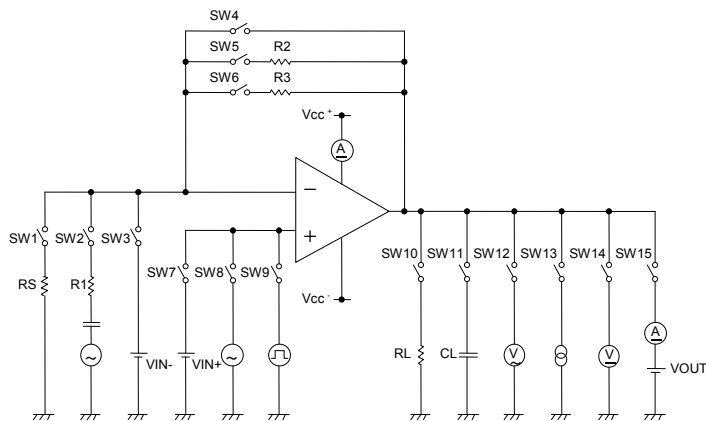 SW4
SW5 R2
SW6 R3
Vcc +
A
−
+
SW1 SW2 SW3
SW7 SW8 SW9
SW10 SW11 SW12 SW13 SW14 SW15
Vcc -
RS R1
A
VIN- VIN+
RL CL V V
VOUT